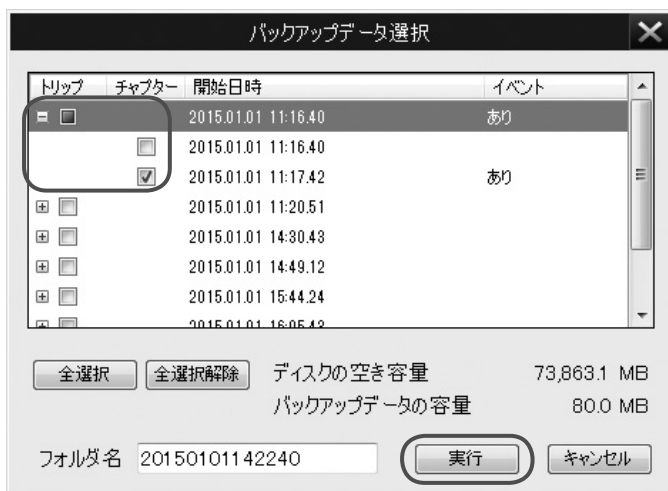 バックアップデータ選択
トリップ チャプター 開始日時 イベント
2015.01.01 11:16.40 あり
2015.01.01 11:16.40
2015.01.01 11:17.42 あり
2015.01.01 11:20.51
2015.01.01 14:30.43
2015.01.01 14:49.12
2015.01.01 15:44.24
2015.01.01 16:05.43
全選択 全選択解除 ディスクの空き容量 73,863.1 MB
バックアップデータの容量 80.0 MB
フォルダ名 20150101142240 実行 キャンセル